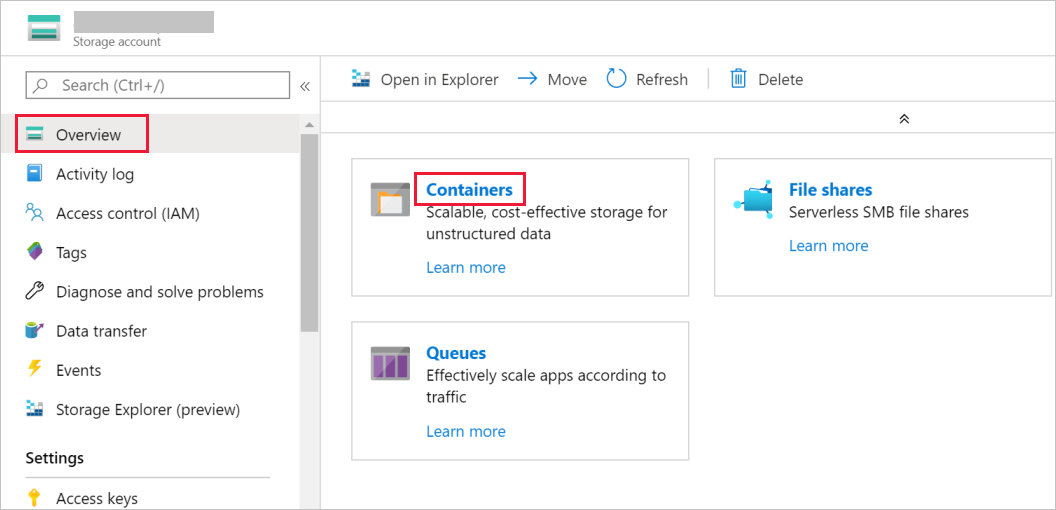 Storage account
Search (Ctrl+/)
«
Overview
Activity log
Access control (IAM)
Tags
Diagnose and solve problems
Data transfer
Events
Storage Explorer (preview)
Settings
Access keys
Open in Explorer
Move
Refresh
Delete
Containers
Scalable, cost-effective storage for
unstructured data
Learn more
File shares
Serverless SMB file shares
Learn more
Queues
Effectively scale apps according to
traffic
Learn more